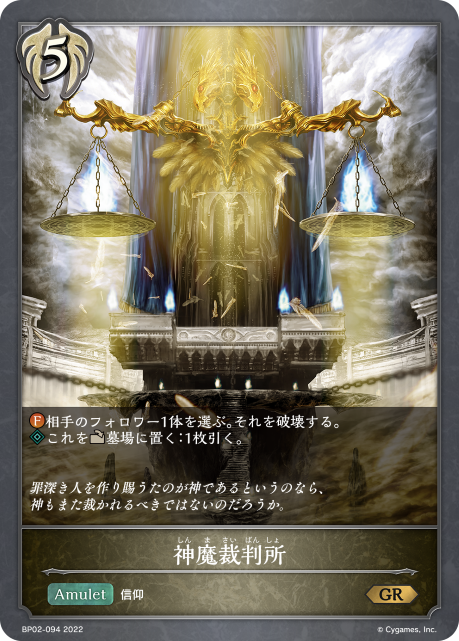 5
Ⓕ相手のフォロワー1体を選ぶ。それを破壊する。
これを墓場に置く：1枚引く。
罪深き人を作り賜うたのが神であるというのなら、
神もまた裁かれるべきではないのだろうか。
しんまさいばんしょ
神魔裁判所
Amulet 信仰 GR
BP02-094 2022 © Cygames, Inc.